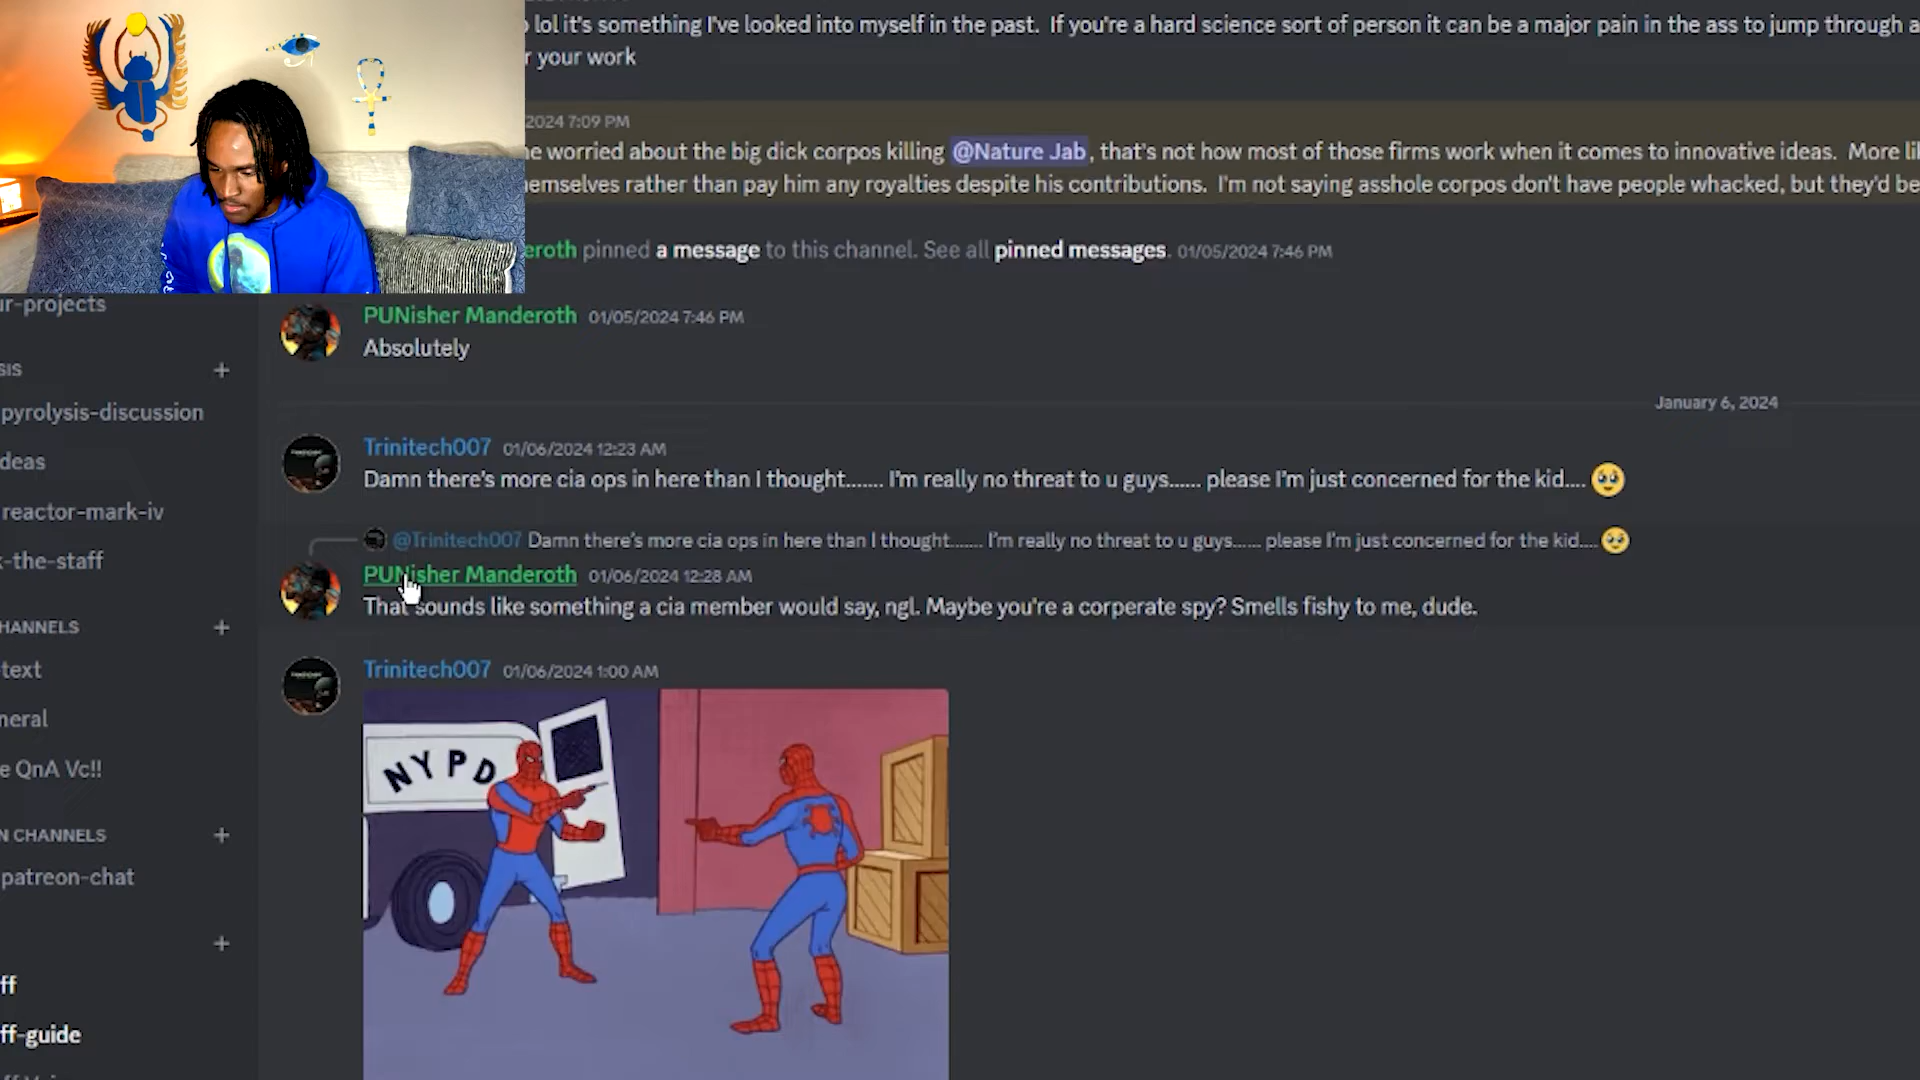 lol it's something I've looked into myself in the past. If you're a hard science sort of person it can be a major pain in the ass to jump through
your work
2024 7:09 PM
worried about the big dick corpos killing @Nature Jab, that's not how most of those firms work when it comes to innovative ideas. More
rather than pay him any royalties despite his contributions. I'm not saying asshole corpos don't have people whacked, but they'd be
pinned a message to this channel. See all pinned messages. 01/05/2024 7:46 PM
ur-projects
PUNisher Manderoth 01/05/2024 7:46 PM
Absolutely
SIS +
January 6, 2024
pyrolysis-discussion
Trinitech007 01/06/2024 12:23 AM
deas
Damn there's more cia ops in here than I thought....... I'm really no threat to u guys...... please I'm just concerned for the kid.... 🥹
reactor-mark-iv
@Trinitech007 Damn there's more cia ops in here than I thought....... I'm really no threat to u guys...... please I'm just concerned for the kid.... 🥹
k-the-staff
PUNisher Manderoth 01/06/2024 12:28 AM
That sounds like something a cia member would say, ngl. Maybe you're a corperate spy? Smells fishy to me, dude.
HANNELS +
text
Trinitech007 01/06/2024 1:00 AM
neral
NYPD
e QnA Vc!!
N CHANNELS +
patreon-chat
+
ff
ff-guide